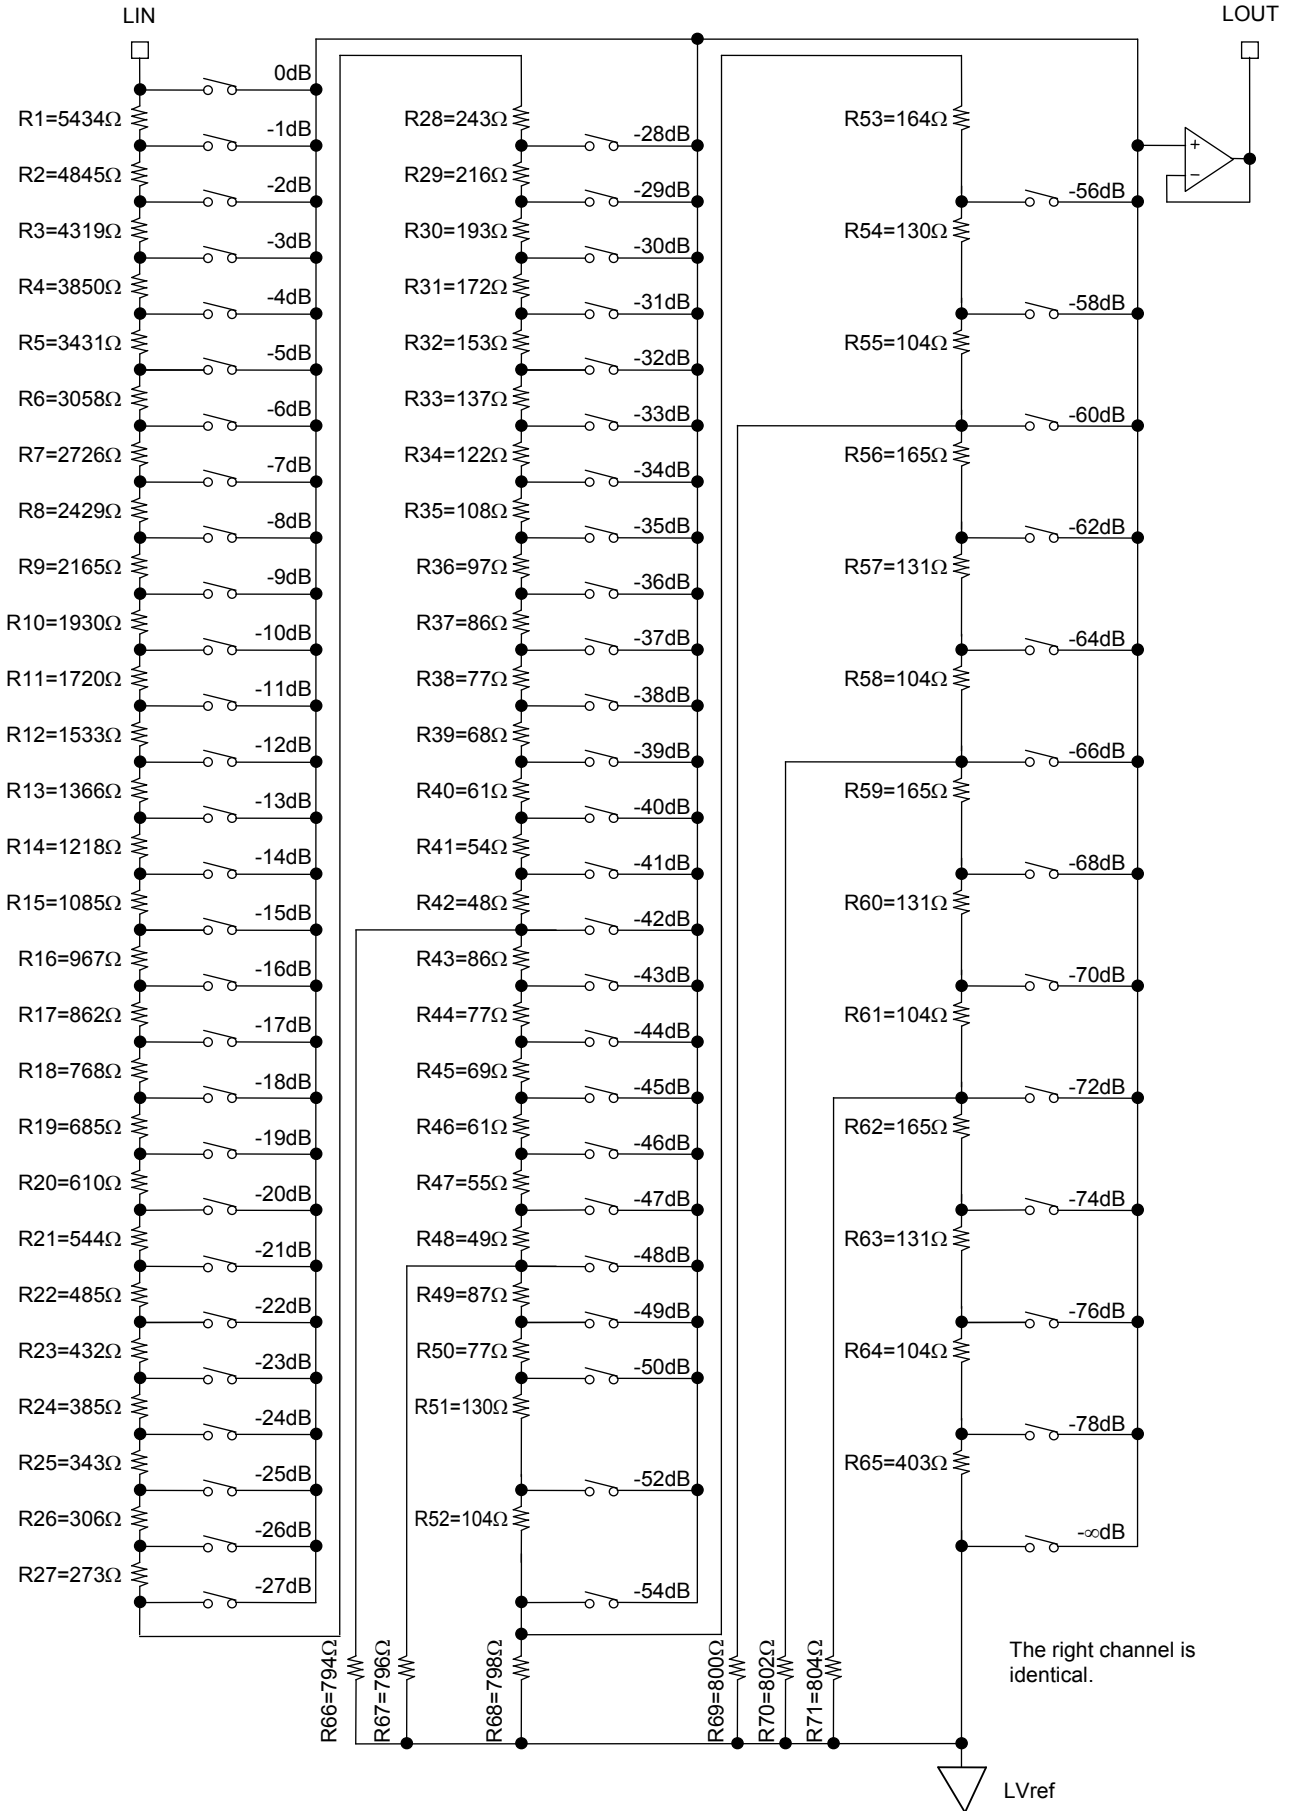 LIN
LOUT
0dB
R1=5434Ω
-1dB
R2=4845Ω
-2dB
R3=4319Ω
-3dB
R4=3850Ω
-4dB
R5=3431Ω
-5dB
R6=3058Ω
-6dB
R7=2726Ω
-7dB
R8=2429Ω
-8dB
R9=2165Ω
-9dB
R10=1930Ω
-10dB
R11=1720Ω
-11dB
R12=1533Ω
-12dB
R13=1366Ω
-13dB
R14=1218Ω
-14dB
R15=1085Ω
-15dB
R16=967Ω
-16dB
R17=862Ω
-17dB
R18=768Ω
-18dB
R19=685Ω
-19dB
R20=610Ω
-20dB
R21=544Ω
-21dB
R22=485Ω
-22dB
R23=432Ω
-23dB
R24=385Ω
-24dB
R25=343Ω
-25dB
R26=306Ω
-26dB
R27=273Ω
-27dB
R28=243Ω
-28dB
R29=216Ω
-29dB
R30=193Ω
-30dB
R31=172Ω
-31dB
R32=153Ω
-32dB
R33=137Ω
-33dB
R34=122Ω
-34dB
R35=108Ω
-35dB
R36=97Ω
-36dB
R37=86Ω
-37dB
R38=77Ω
-38dB
R39=68Ω
-39dB
R40=61Ω
-40dB
R41=54Ω
-41dB
R42=48Ω
-42dB
R43=86Ω
-43dB
R44=77Ω
-44dB
R45=69Ω
-45dB
R46=61Ω
-46dB
R47=55Ω
-47dB
R48=49Ω
-48dB
R49=87Ω
-49dB
R50=77Ω
-50dB
R51=130Ω
-52dB
R52=104Ω
-54dB
R53=164Ω
-56dB
R54=130Ω
-58dB
R55=104Ω
-60dB
R56=165Ω
-62dB
R57=131Ω
-64dB
R58=104Ω
-66dB
R59=165Ω
-68dB
R60=131Ω
-70dB
R61=104Ω
-72dB
R62=165Ω
-74dB
R63=131Ω
-76dB
R64=104Ω
-78dB
R65=403Ω
-∞dB
+
−
R66=794Ω
R67=796Ω
R68=798Ω
R69=800Ω
R70=802Ω
R71=804Ω
The right channel is
identical.
LVref